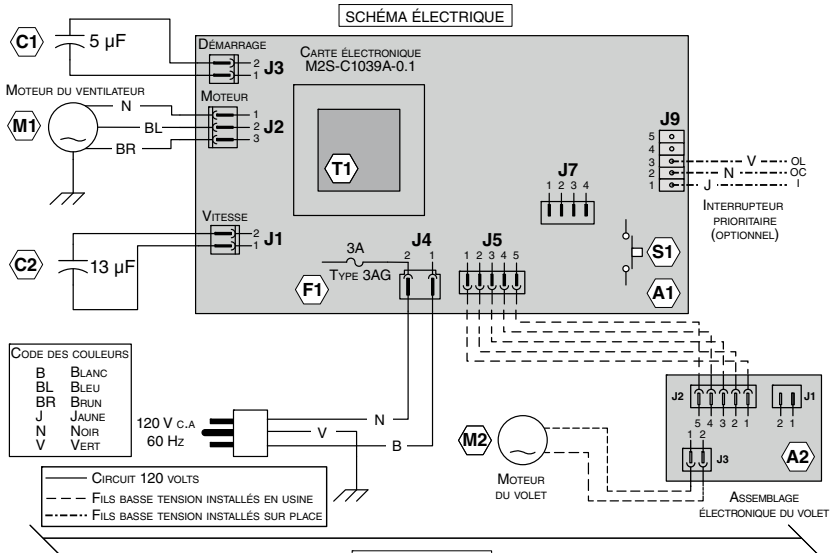 SCHÉMA ÉLECTRIQUE
C1
5 µF
DÉMARRAGE
2
1
J3
CARTE ÉLECTRONIQUE
M2S-C1039A-0.1
MOTEUR DU VENTILATEUR
M1
N
BL
BR
MOTEUR
1
2
3
J2
T1
J9
5
4
3
2
1
V
N
J
OL
OC
I
INTERRUPTEUR
PRIORITAIRE
(OPTIONNEL)
J7
1 2 3 4
VITESSE
2
1
J1
C2
13 µF
3A
TYPE 3AG
F1
J4
2 1
J5
1 2 3 4 5
S1
A1
CODE DES COULEURS
B BLANC
BL BLEU
BR BRUN
J JAUNE
N NOIR
V VERT
120 V C.A
60 Hz
N
V
B
M2
MOTEUR
DU VOLET
J2
5 4 3 2 1
J1
2 1
1 2
J3
A2
ASSEMBLAGE
ÉLECTRONIQUE DU VOLET
CIRCUIT 120 VOLTS
FILS BASSE TENSION INSTALLÉS EN USINE
FILS BASSE TENSION INSTALLÉS SUR PLACE